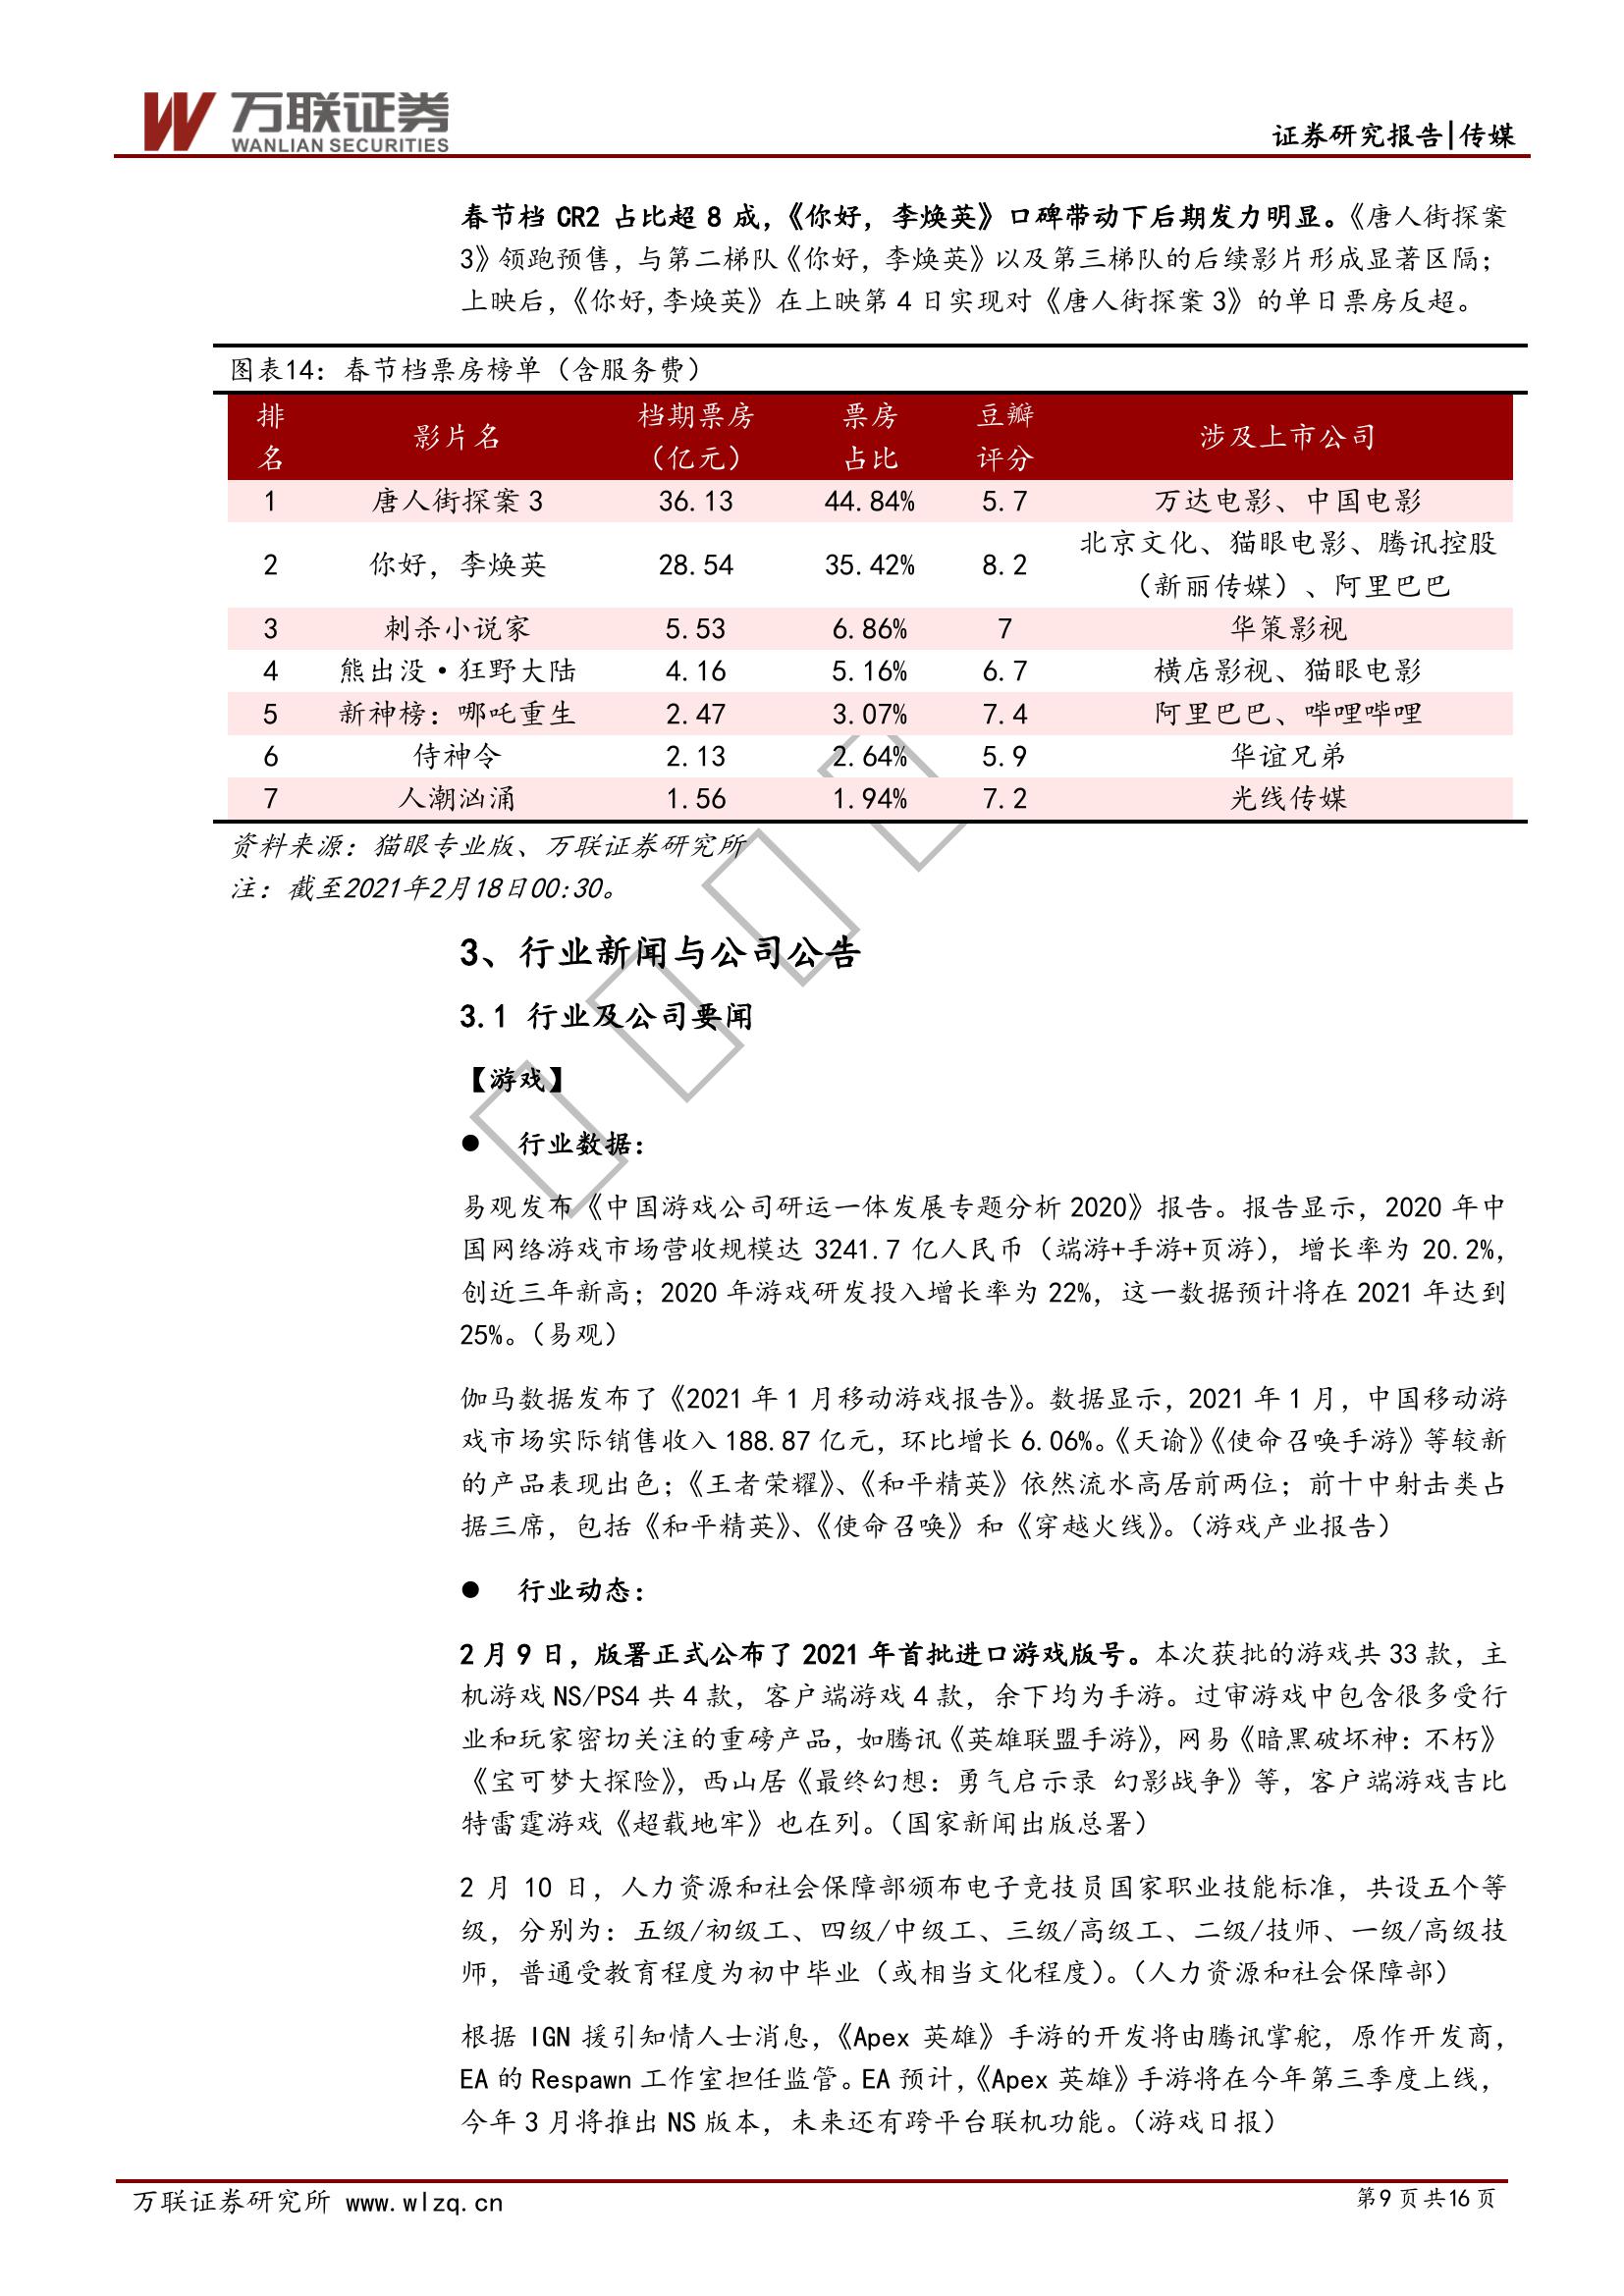 万联证券
WANLIAN SECURITIES
证券研究报告|传媒
春节档 CR2 占比超 8 成，《你好，李焕英》口碑带动下后期发力明显。《唐人街探案
3》领跑预售，与第二梯队《你好，李焕英》以及第三梯队的后续影片形成显著区隔；
上映后，《你好,李焕英》在上映第 4 日实现对《唐人街探案 3》的单日票房反超。
图表14：春节档票房榜单（含服务费）
排名 影片名 档期票房（亿元） 票房占比 豆瓣评分 涉及上市公司
1 唐人街探案 3 36.13 44.84% 5.7 万达电影、中国电影
2 你好，李焕英 28.54 35.42% 8.2 北京文化、猫眼电影、腾讯控股（新丽传媒）、阿里巴巴
3 刺杀小说家 5.53 6.86% 7 华策影视
4 熊出没·狂野大陆 4.16 5.16% 6.7 横店影视、猫眼电影
5 新神榜：哪吒重生 2.47 3.07% 7.4 阿里巴巴、哔哩哔哩
6 侍神令 2.13 2.64% 5.9 华谊兄弟
7 人潮汹涌 1.56 1.94% 7.2 光线传媒
资料来源：猫眼专业版、万联证券研究所
注：截至2021年2月18日00:30。
3、行业新闻与公司公告
3.1 行业及公司要闻
【游戏】
● 行业数据：
易观发布《中国游戏公司研运一体发展专题分析 2020》报告。报告显示，2020 年中
国网络游戏市场营收规模达 3241.7 亿人民币（端游+手游+页游），增长率为 20.2%，
创近三年新高；2020 年游戏研发投入增长率为 22%，这一数据预计将在 2021 年达到
25%。（易观）
伽马数据发布了《2021 年 1 月移动游戏报告》。数据显示，2021 年 1 月，中国移动游
戏市场实际销售收入 188.87 亿元，环比增长 6.06%。《天谕》《使命召唤手游》等较新
的产品表现出色；《王者荣耀》、《和平精英》依然流水高居前两位；前十中射击类占
据三席，包括《和平精英》、《使命召唤》和《穿越火线》。（游戏产业报告）
● 行业动态：
2 月 9 日，版署正式公布了 2021 年首批进口游戏版号。本次获批的游戏共 33 款，主
机游戏 NS/PS4 共 4 款，客户端游戏 4 款，余下均为手游。过审游戏中包含很多受行
业和玩家密切关注的重磅产品，如腾讯《英雄联盟手游》，网易《暗黑破坏神：不朽》
《宝可梦大探险》，西山居《最终幻想：勇气启示录 幻影战争》等，客户端游戏吉比
特雷霆游戏《超载地牢》也在列。（国家新闻出版总署）
2 月 10 日，人力资源和社会保障部颁布电子竞技员国家职业技能标准，共设五个等
级，分别为：五级/初级工、四级/中级工、三级/高级工、二级/技师、一级/高级技
师，普通受教育程度为初中毕业（或相当文化程度）。（人力资源和社会保障部）
根据 IGN 援引知情人士消息，《Apex 英雄》手游的开发将由腾讯掌舵，原作开发商，
EA 的 Respawn 工作室担任监管。EA 预计，《Apex 英雄》手游将在今年第三季度上线，
今年 3 月将推出 NS 版本，未来还有跨平台联机功能。（游戏日报）
万联证券研究所 www.wlzq.cn
第 9 页 共 16 页